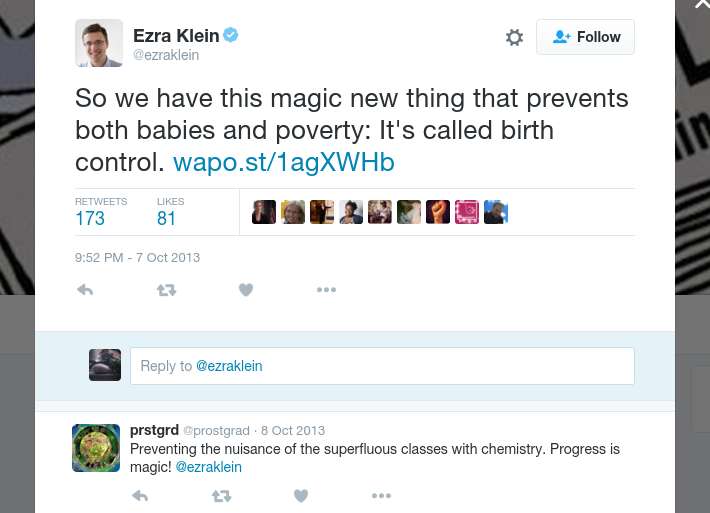 Ezra Klein
@ezraklein
Follow
So we have this magic new thing that prevents
both babies and poverty: It's called birth
control. wapo.st/1agXWHb
RETWEETS LIKES
173 81
9:52 PM - 7 Oct 2013
Reply to @ezraklein
prstgrd @prostgrad · 8 Oct 2013
Preventing the nuisance of the superfluous classes with chemistry. Progress is
magic! @ezraklein